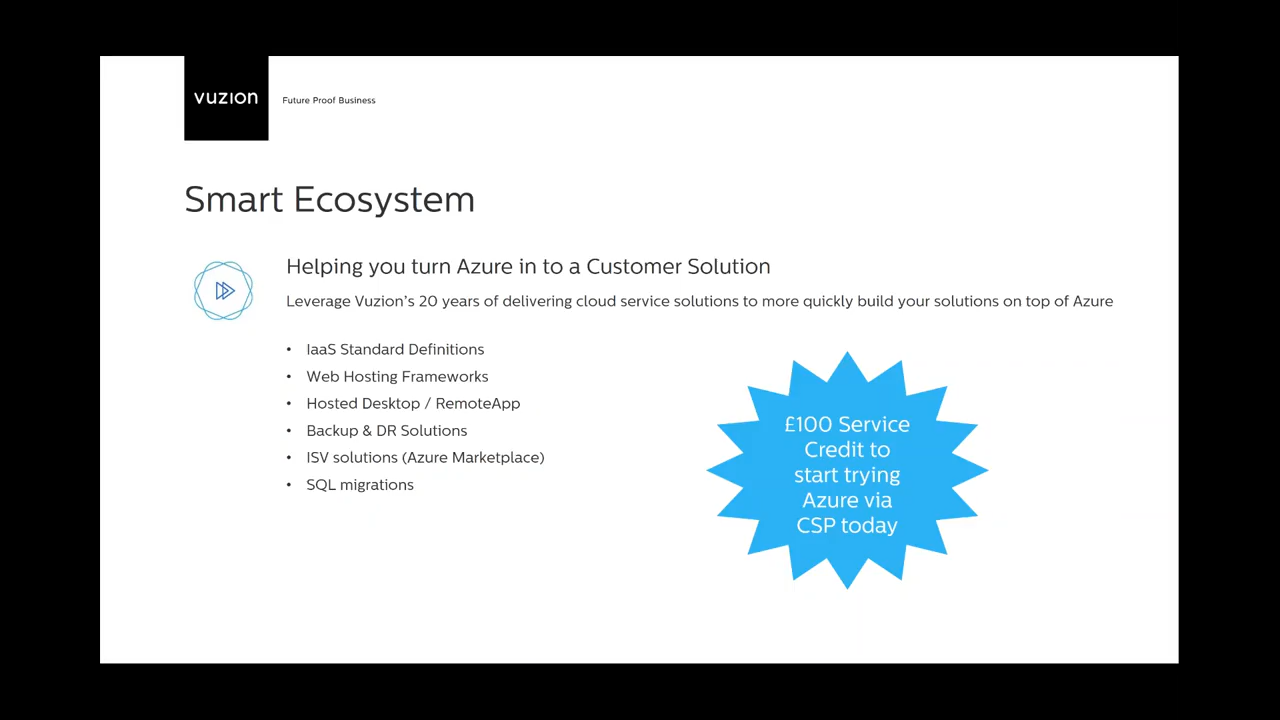 vuzion
Future Proof Business
Smart Ecosystem
Helping you turn Azure in to a Customer Solution
Leverage Vuzion's 20 years of delivering cloud service solutions to more quickly build your solutions on top of Azure
• IaaS Standard Definitions
• Web Hosting Frameworks
• Hosted Desktop / RemoteApp
• Backup & DR Solutions
• ISV solutions (Azure Marketplace)
• SQL migrations
£100 Service
Credit to
start trying
Azure via
CSP today